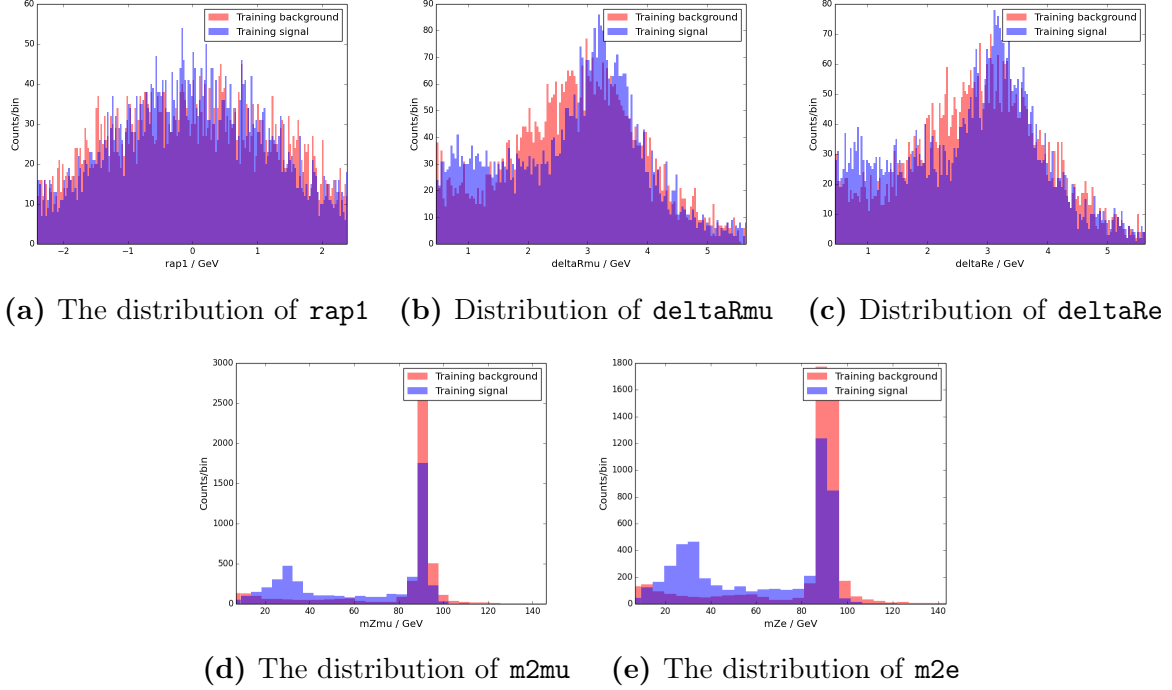 60
50
40
30
20
10
0
Counts/bin
Training background
Training signal
−2
−1
0
1
2
rap1 / GeV
90
80
70
60
50
40
30
20
10
0
Counts/bin
Training background
Training signal
1
2
3
4
5
deltaRmu / GeV
80
70
60
50
40
30
20
10
0
Counts/bin
Training background
Training signal
1
2
3
4
5
deltaRe / GeV
(a) The distribution of rap1
(b) Distribution of deltaRmu
(c) Distribution of deltaRe
3000
2500
2000
1500
1000
500
0
Counts/bin
Training background
Training signal
20
40
60
80
100
120
140
mZmu / GeV
1800
1600
1400
1200
1000
800
600
400
200
0
Counts/bin
Training background
Training signal
20
40
60
80
100
120
140
mZe / GeV
(d) The distribution of m2mu
(e) The distribution of m2e